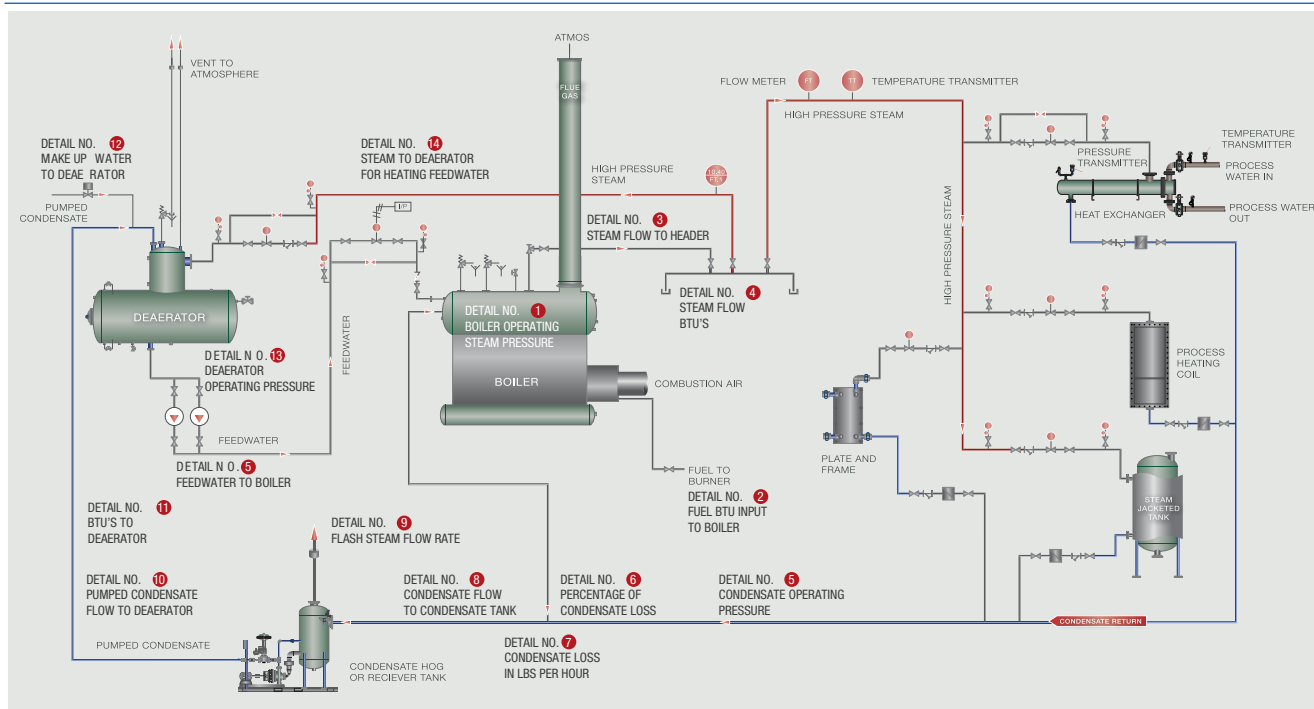 ATMOS
VENT TO
ATMOSPHERE
FLUE
GAS
FLOW METER
FT
TT
TEMPERATURE TRANSMITTER
HIGH PRESSURE STEAM
DETAIL NO. 12
MAKE UP WATER
TO DEAE RATOR
PUMPED
CONDENSATE
DETAIL NO. 14
STEAM TO DEAERATOR
FOR HEATING FEEDWATER
I/P
HIGH PRESSURE
STEAM
DETAIL NO. 3
STEAM FLOW TO HEADER
DETAIL NO. 4
STEAM FLOW
BTU'S
HIGH PRESSURE STEAM
PRESSURE
TRANSMITTER
TEMPERATURE
TRANSMITTER
PROCESS
WATER IN
PROCESS WATER
OUT
HEAT EXCHANGER
DEAERATOR
DETAIL NO. 1
BOILER OPERATING
STEAM PRESSURE
BOILER
COMBUSTION AIR
DETAIL N O. 13
DEAERATOR
OPERATING PRESSURE
FEEDWATER
FEEDWATER
DETAIL N O. 5
FEEDWATER TO BOILER
PROCESS
HEATING
COIL
PLATE AND
FRAME
STEAM
JACKETED
TANK
FUEL TO
BURNER
DETAIL NO. 2
FUEL BTU INPUT
TO BOILER
DETAIL NO. 11
BTU'S TO
DEAERATOR
DETAIL NO. 9
FLASH STEAM FLOW RATE
DETAIL NO. 10
PUMPED CONDENSATE
FLOW TO DEAERATOR
DETAIL NO. 8
CONDENSATE FLOW
TO CONDENSATE TANK
DETAIL NO. 6
PERCENTAGE OF
CONDENSATE LOSS
DETAIL NO. 5
CONDENSATE OPERATING
PRESSURE
CONDENSATE RETURN
PUMPED CONDENSATE
DETAIL NO. 7
CONDENSATE LOSS
IN LBS PER HOUR
CONDENSATE HOG
OR RECIEVER TANK